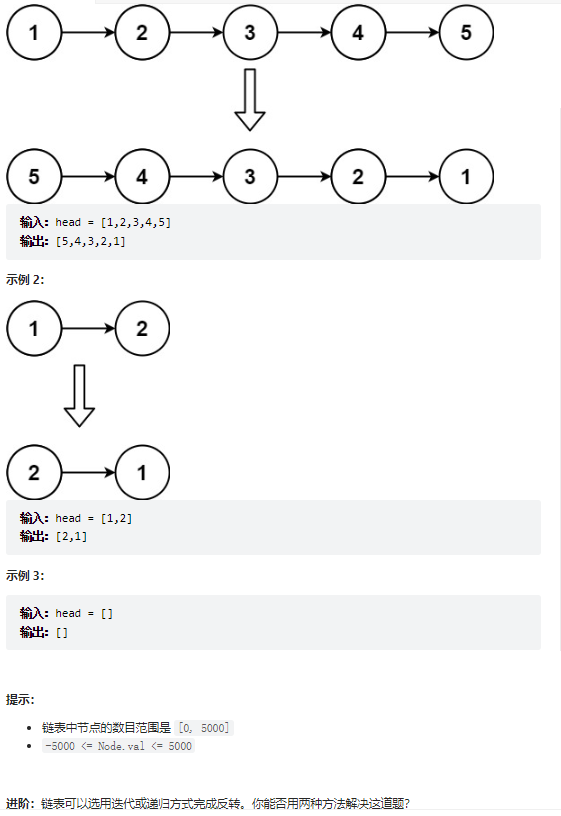 1 2 3 4 5
5 4 3 2 1
输入：head = [1,2,3,4,5]
输出：[5,4,3,2,1]
示例 2：
1 2
2 1
输入：head = [1,2]
输出：[2,1]
示例 3：
输入：head = []
输出：[]
提示：
链表中节点的数目范围是 [0, 5000]
-5000 <= Node.val <= 5000
进阶：链表可以选用迭代或递归方式完成反转。你能否用两种方法解决这道题？